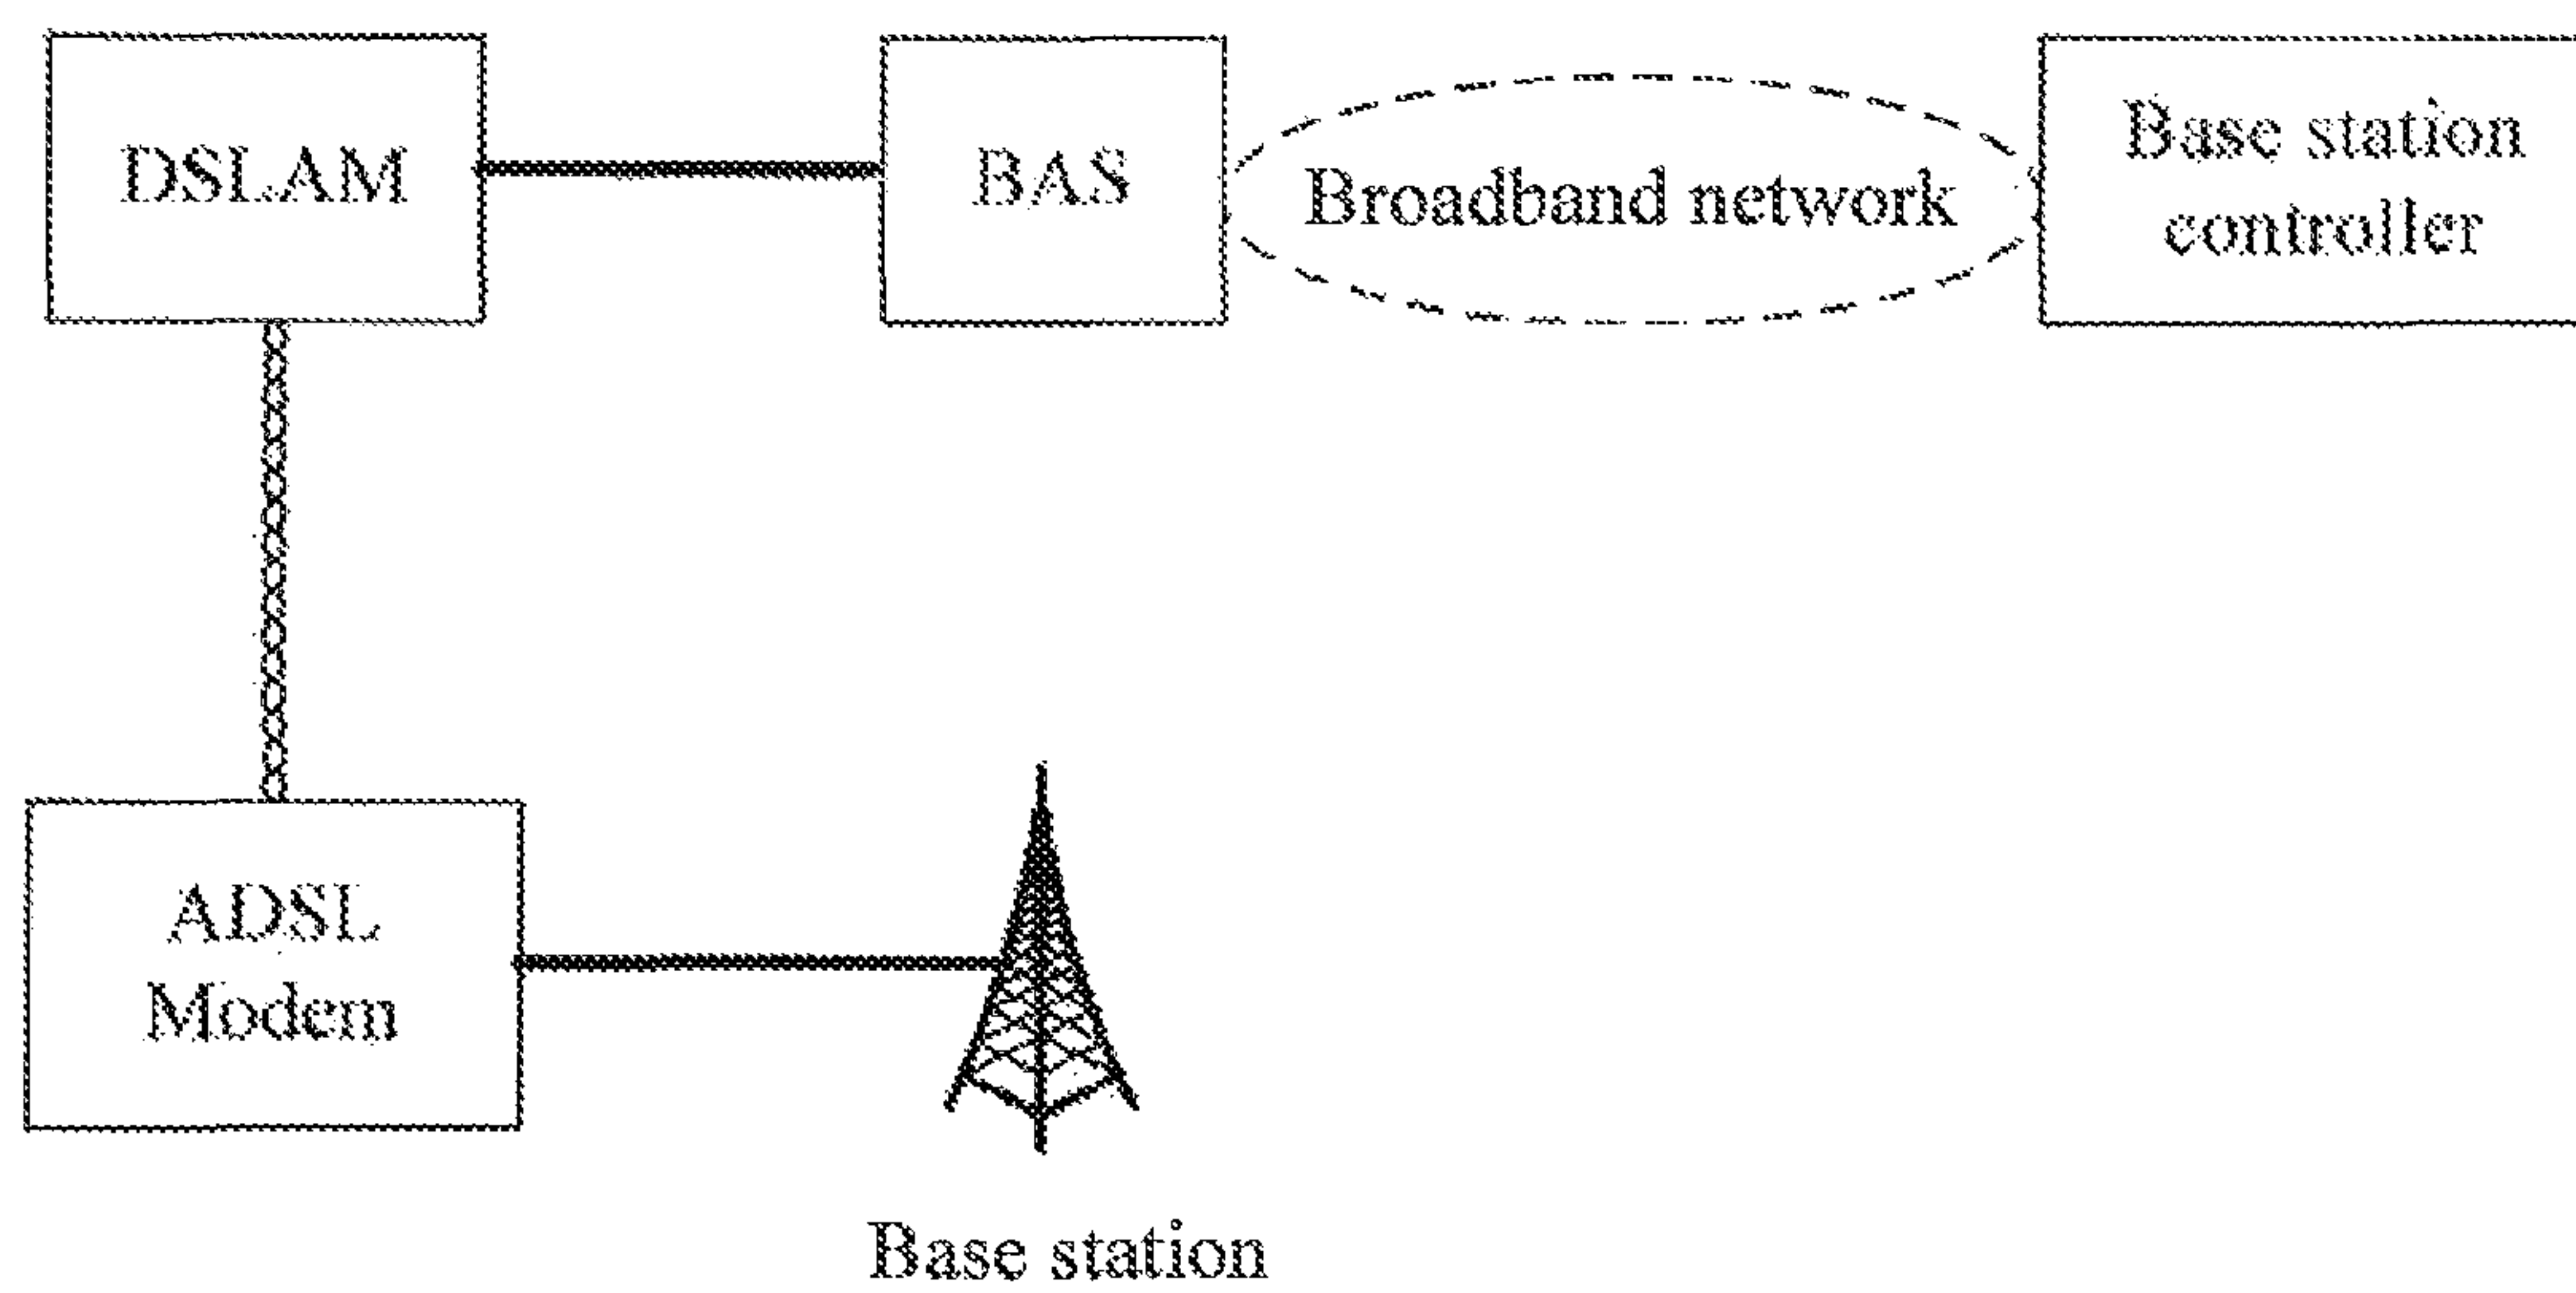 DSLAM
BAS
Broadband network
Base station
controller
ADSL
Modem
Base station